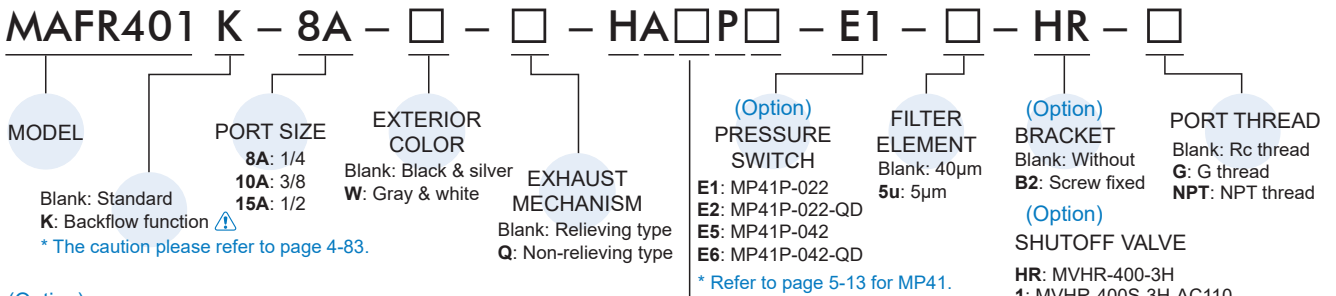 MAFR401 K – 8A – □ – □ – HA□P□ – E1 – □ – HR – □
MODEL
Blank: Standard
K: Backflow function ⚠
* The caution please refer to page 4-83.
PORT SIZE
8A: 1/4
10A: 3/8
15A: 1/2
EXTERIOR
COLOR
Blank: Black & silver
W: Gray & white
EXHAUST
MECHANISM
Blank: Relieving type
Q: Non-relieving type
(Option)
PRESSURE
SWITCH
E1: MP41P-022
E2: MP41P-022-QD
E5: MP41P-042
E6: MP41P-042-QD
* Refer to page 5-13 for MP41.
FILTER
ELEMENT
Blank: 40µm
5u: 5µm
(Option)
BRACKET
Blank: Without
B2: Screw fixed
(Option)
SHUTOFF VALVE
HR: MVHR-400-3H
1: MVHR-400S-3H-AC110
PORT THREAD
Blank: Rc thread
G: G thread
NPT: NPT thread